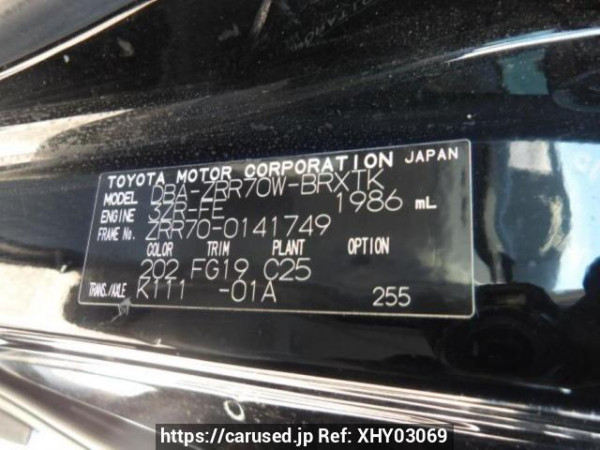 TOYOTA MOTOR CORPORATION JAPAN
MODEL DBA-ZRR70W-BRXTK
ENGINE 3ZR-FE 1986 mL
FRAME No. ZRR70-0141749
COLOR TRIM PLANT OPTION
202 FG19 C25
TRANS./AXLE K111 -01A 255
https://carused.jp Ref: XHY03069